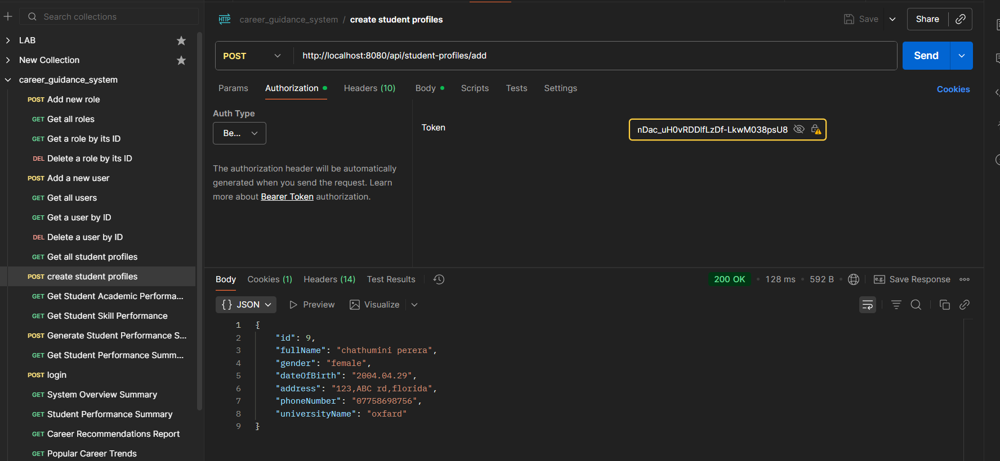 Search collections
LAB
New Collection
career_guidance_system
POST Add new role
GET Get all roles
GET Get a role by its ID
DEL Delete a role by its ID
POST Add a new user
GET Get all users
GET Get a user by ID
DEL Delete a user by ID
GET Get all student profiles
POST create student profiles
GET Get Student Academic Performa...
GET Get Student Skill Performance
POST Generate Student Performance S...
GET Get Student Performance Summ...
POST login
GET System Overview Summary
GET Student Performance Summary
GET Career Recommendations Report
GET Popular Career Trends
HTTP career_guidance_system / create student profiles
Save
Share
POST http://localhost:8080/api/student-profiles/add
Send
Params Authorization Headers (10) Body Scripts Tests Settings
Cookies
Auth Type
Be...
The authorization header will be automatically
generated when you send the request. Learn
more about Bearer Token authorization.
Token
nDac_uH0vRDDIfLzDf-LkwM038psU8
Body Cookies (1) Headers (14) Test Results
200 OK • 128 ms • 592 B
e.g. Save Response
{} JSON Preview Visualize
1 {
2 "id": 9,
3 "fullName": "chathumini perera",
4 "gender": "female",
5 "dateOfBirth": "2004.04.29",
6 "address": "123,ABC rd,florida",
7 "phoneNumber": "07758698756",
8 "universityName": "oxfard"
9 }